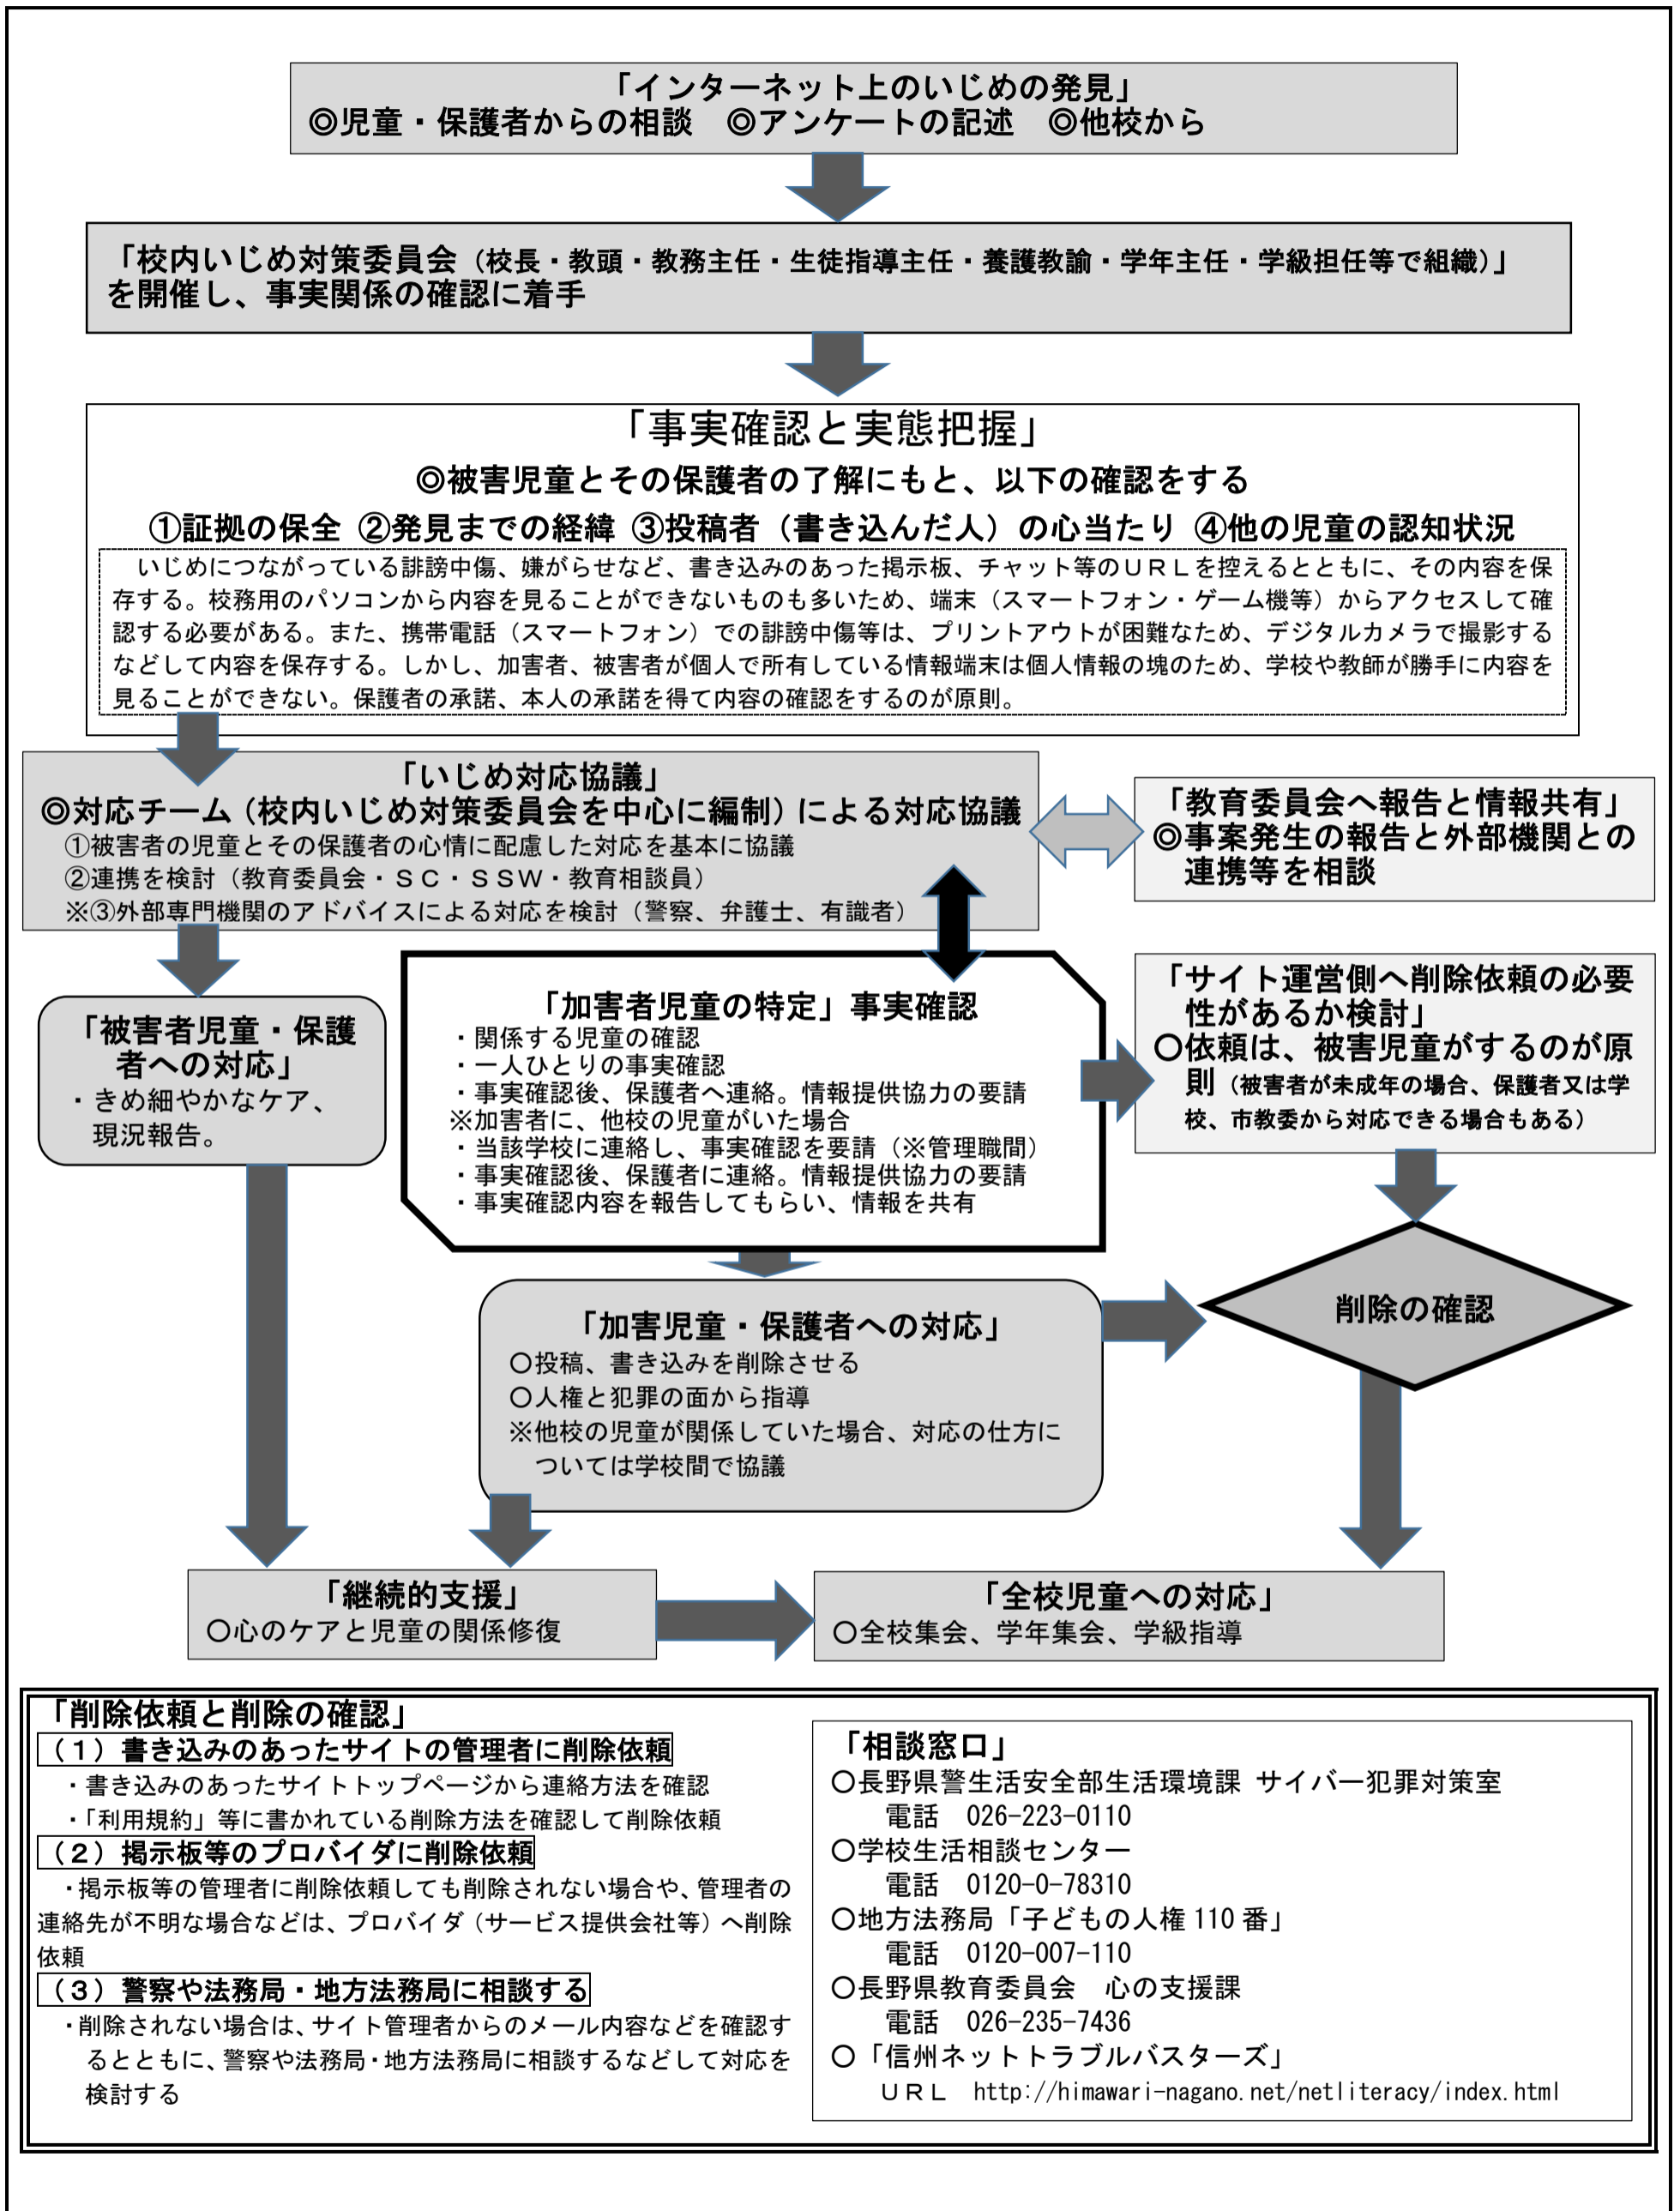 「インターネット上のいじめの発見」
◎児童・保護者からの相談　◎アンケートの記述　◎他校から
「校内いじめ対策委員会（校長・教頭・教務主任・生徒指導主任・養護教諭・学年主任・学級担任等で組織）」
を開催し、事実関係の確認に着手
「事実確認と実態把握」
◎被害児童とその保護者の了解にもと、以下の確認をする
①証拠の保全 ②発見までの経緯 ③投稿者（書き込んだ人）の心当たり ④他の児童の認知状況
いじめにつながっている誹謗中傷、嫌がらせなど、書き込みのあった掲示板、チャット等のＵＲＬを控えるとともに、その内容を保
存する。校務用のパソコンから内容を見ることができないものも多いため、端末（スマートフォン・ゲーム機等）からアクセスして確
認する必要がある。また、携帯電話（スマートフォン）での誹謗中傷等は、プリントアウトが困難なため、デジタルカメラで撮影する
などして内容を保存する。しかし、加害者、被害者が個人で所有している情報端末は個人情報の塊のため、学校や教師が勝手に内容を
見ることができない。保護者の承諾、本人の承諾を得て内容の確認をするのが原則。
「いじめ対応協議」
◎対応チーム（校内いじめ対策委員会を中心に編制）による対応協議
①被害者の児童とその保護者の心情に配慮した対応を基本に協議
②連携を検討（教育委員会・ＳＣ・ＳＳＷ・教育相談員）
※③外部専門機関のアドバイスによる対応を検討（警察、弁護士、有識者）
「教育委員会へ報告と情報共有」
◎事案発生の報告と外部機関との
連携等を相談
「被害者児童・保護
者への対応」
・きめ細やかなケア、
現況報告。
「加害者児童の特定」事実確認
・関係する児童の確認
・一人ひとりの事実確認
・事実確認後、保護者へ連絡。情報提供協力の要請
※加害者に、他校の児童がいた場合
・当該学校に連絡し、事実確認を要請（※管理職間）
・事実確認後、保護者に連絡。情報提供協力の要請
・事実確認内容を報告してもらい、情報を共有
「サイト運営側へ削除依頼の必要
性があるか検討」
○依頼は、被害児童がするのが原
則（被害者が未成年の場合、保護者又は学
校、市教委から対応できる場合もある）
削除の確認
「加害児童・保護者への対応」
○投稿、書き込みを削除させる
○人権と犯罪の面から指導
※他校の児童が関係していた場合、対応の仕方に
ついては学校間で協議
「継続的支援」
○心のケアと児童の関係修復
「全校児童への対応」
○全校集会、学年集会、学級指導
「削除依頼と削除の確認」
（１）書き込みのあったサイトの管理者に削除依頼
・書き込みのあったサイトトップページから連絡方法を確認
・「利用規約」等に書かれている削除方法を確認して削除依頼
（２）掲示板等のプロバイダに削除依頼
・掲示板等の管理者に削除依頼しても削除されない場合や、管理者の
連絡先が不明な場合などは、プロバイダ（サービス提供会社等）へ削除
依頼
（３）警察や法務局・地方法務局に相談する
・削除されない場合は、サイト管理者からのメール内容などを確認す
るとともに、警察や法務局・地方法務局に相談するなどして対応を
検討する
「相談窓口」
○長野県警生活安全部生活環境課 サイバー犯罪対策室
電話　026-223-0110
○学校生活相談センター
電話　0120-0-78310
○地方法務局「子どもの人権 110 番」
電話　0120-007-110
○長野県教育委員会　心の支援課
電話　026-235-7436
○「信州ネットトラブルバスターズ」
ＵＲＬ　http://himawari-nagano.net/netliteracy/index.html